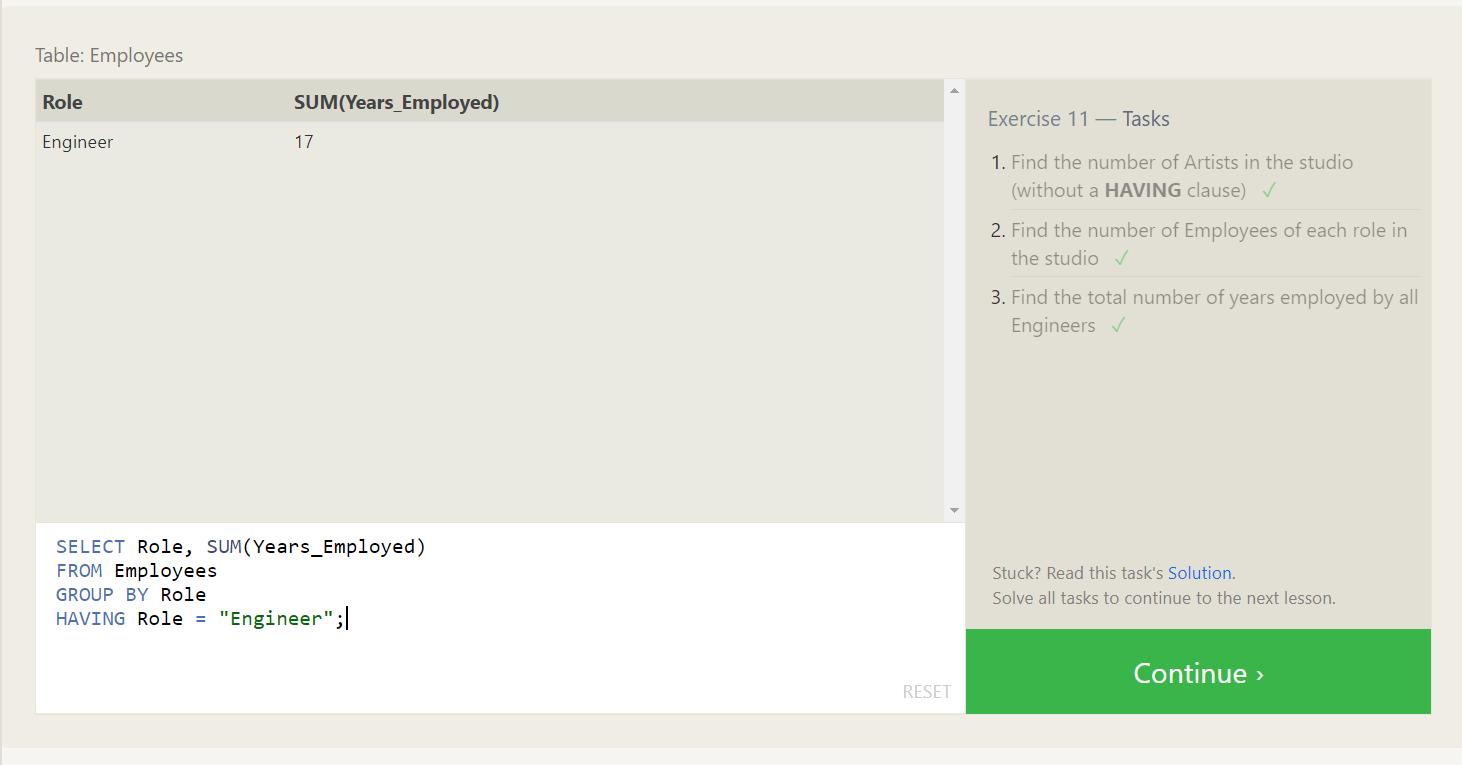 Table: Employees
Role SUM(Years_Employed)
Engineer 17
SELECT Role, SUM(Years_Employed)
FROM Employees
GROUP BY Role
HAVING Role = "Engineer";
RESET
Exercise 11 — Tasks
1. Find the number of Artists in the studio
(without a HAVING clause) ✓
2. Find the number of Employees of each role in
the studio ✓
3. Find the total number of years employed by all
Engineers ✓
Stuck? Read this task's Solution.
Solve all tasks to continue to the next lesson.
Continue ›